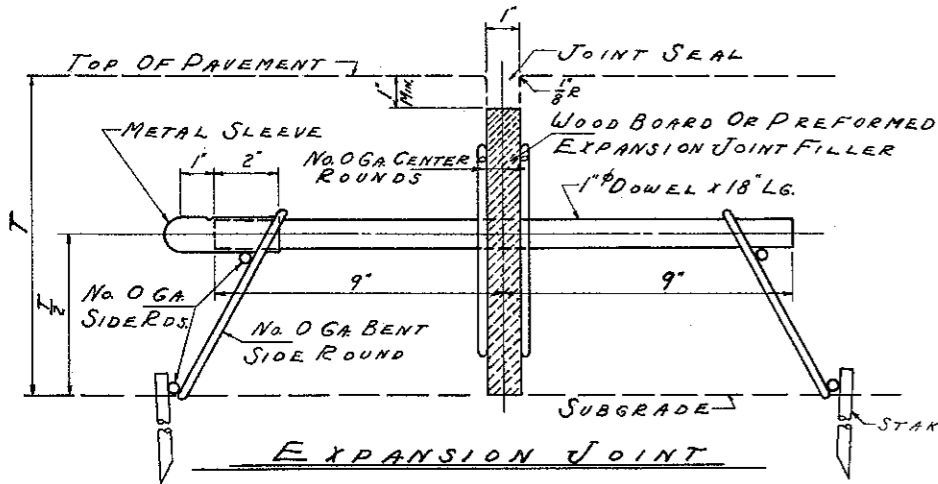 1"
TOP OF PAVEMENT
JOINT SEAL
1" MIN.
1/8" R
METAL SLEEVE
WOOD BOARD OR PREFORMED
EXPANSION JOINT FILLER
1" 2"
No. 0 GA. CENTER
ROUNDS
1"φ DOWEL x 18" LG.
T
T/2
9" 9"
No. 0 GA.
SIDE RDS.
No. 0 GA. BENT
SIDE ROUND
SUBGRADE
STAK
EXPANSION JOINT